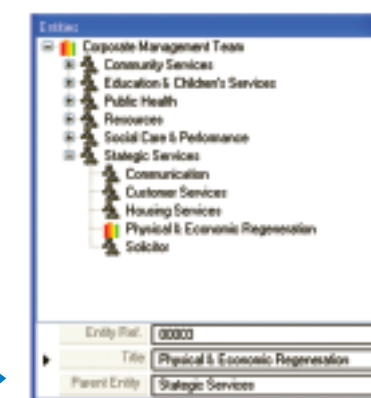 Entities
Corporate Management Team
Community Services
Education & Children's Services
Public Health
Resources
Social Care & Performance
Stategic Services
Communication
Customer Services
Housing Services
Physical & Economic Regeneration
Solicitor
Entity Ref. 00003
Title Physical & Economic Regeneration
Parent Entity Stategic Services